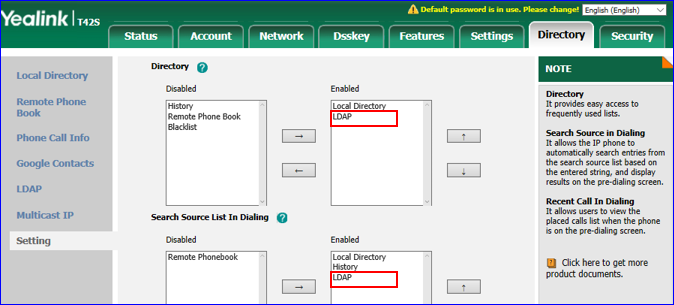 Yealink | T42S
Default password is in use. Please change!
English (English)
Status
Account
Network
Dsskey
Features
Settings
Directory
Security
Local Directory
Remote Phone
Book
Phone Call Info
Google Contacts
LDAP
Multicast IP
Setting
Directory
Disabled
History
Remote Phone Book
Blacklist
Enabled
Local Directory
LDAP
Search Source List In Dialing
Disabled
Remote Phonebook
Enabled
Local Directory
History
LDAP
NOTE
Directory
It provides easy access to
frequently used lists.
Search Source in Dialing
It allows the IP phone to
automatically search entries from
the search source list based on
the entered string, and display
results on the pre-dialing screen.
Recent Call In Dialing
It allows users to view the
placed calls list when the phone
is on the pre-dialing screen.
Click here to get more
product documents.